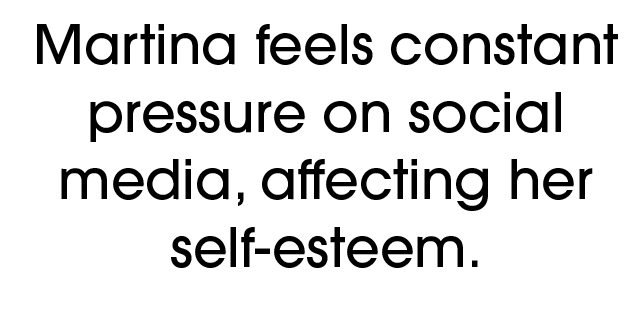 Martina feels constant
pressure on social
media, affecting her
self-esteem.